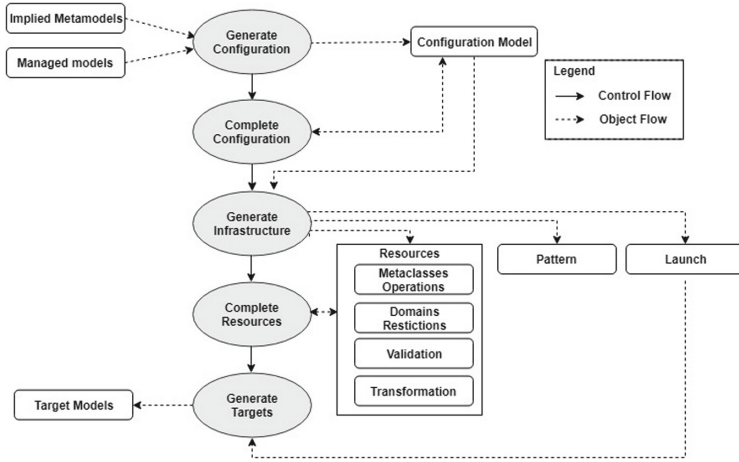 Implied Metamodels
Managed models
Generate
Configuration
Configuration Model
Legend
Control Flow
Object Flow
Complete
Configuration
Generate
Infrastructure
Resources
Metaclasses
Operations
Domains
Restictions
Validation
Transformation
Pattern
Launch
Complete
Resources
Generate
Targets
Target Models